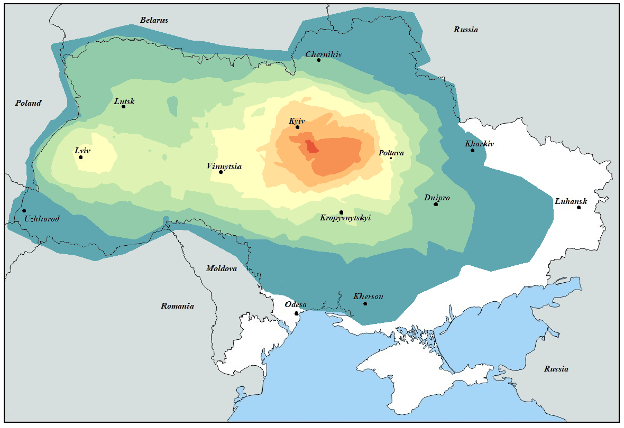 Belarus
Russia
Chernihiv
Poland
Lutsk
Kyiv
Kharkiv
Lviv
Poltava
Vinnytsia
Dnipro
Luhansk
Uzhhorod
Kropyvnytskyi
Moldova
Kherson
Odesa
Romania
Russia